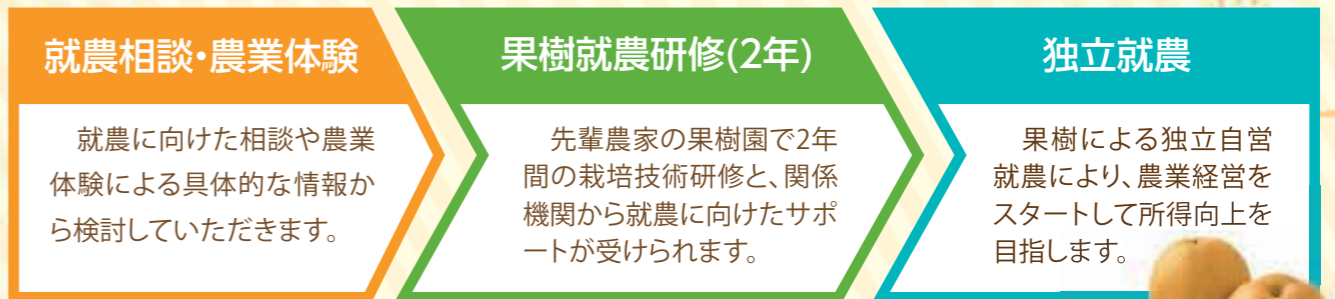 就農相談・農業体験
就農に向けた相談や農業
体験による具体的な情報か
ら検討していただきます。
果樹就農研修(2年)
先輩農家の果樹園で2年
間の栽培技術研修と、関係
機関から就農に向けたサポ
ートが受けられます。
独立就農
果樹による独立自営
就農により、農業経営を
スタートして所得向上を
目指します。